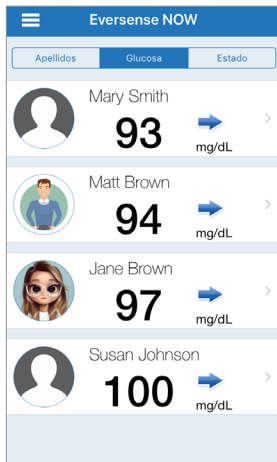 Eversense NOW
Apellidos Glucosa Estado
Mary Smith
93
mg/dL
Matt Brown
94
mg/dL
Jane Brown
97
mg/dL
Susan Johnson
100
mg/dL